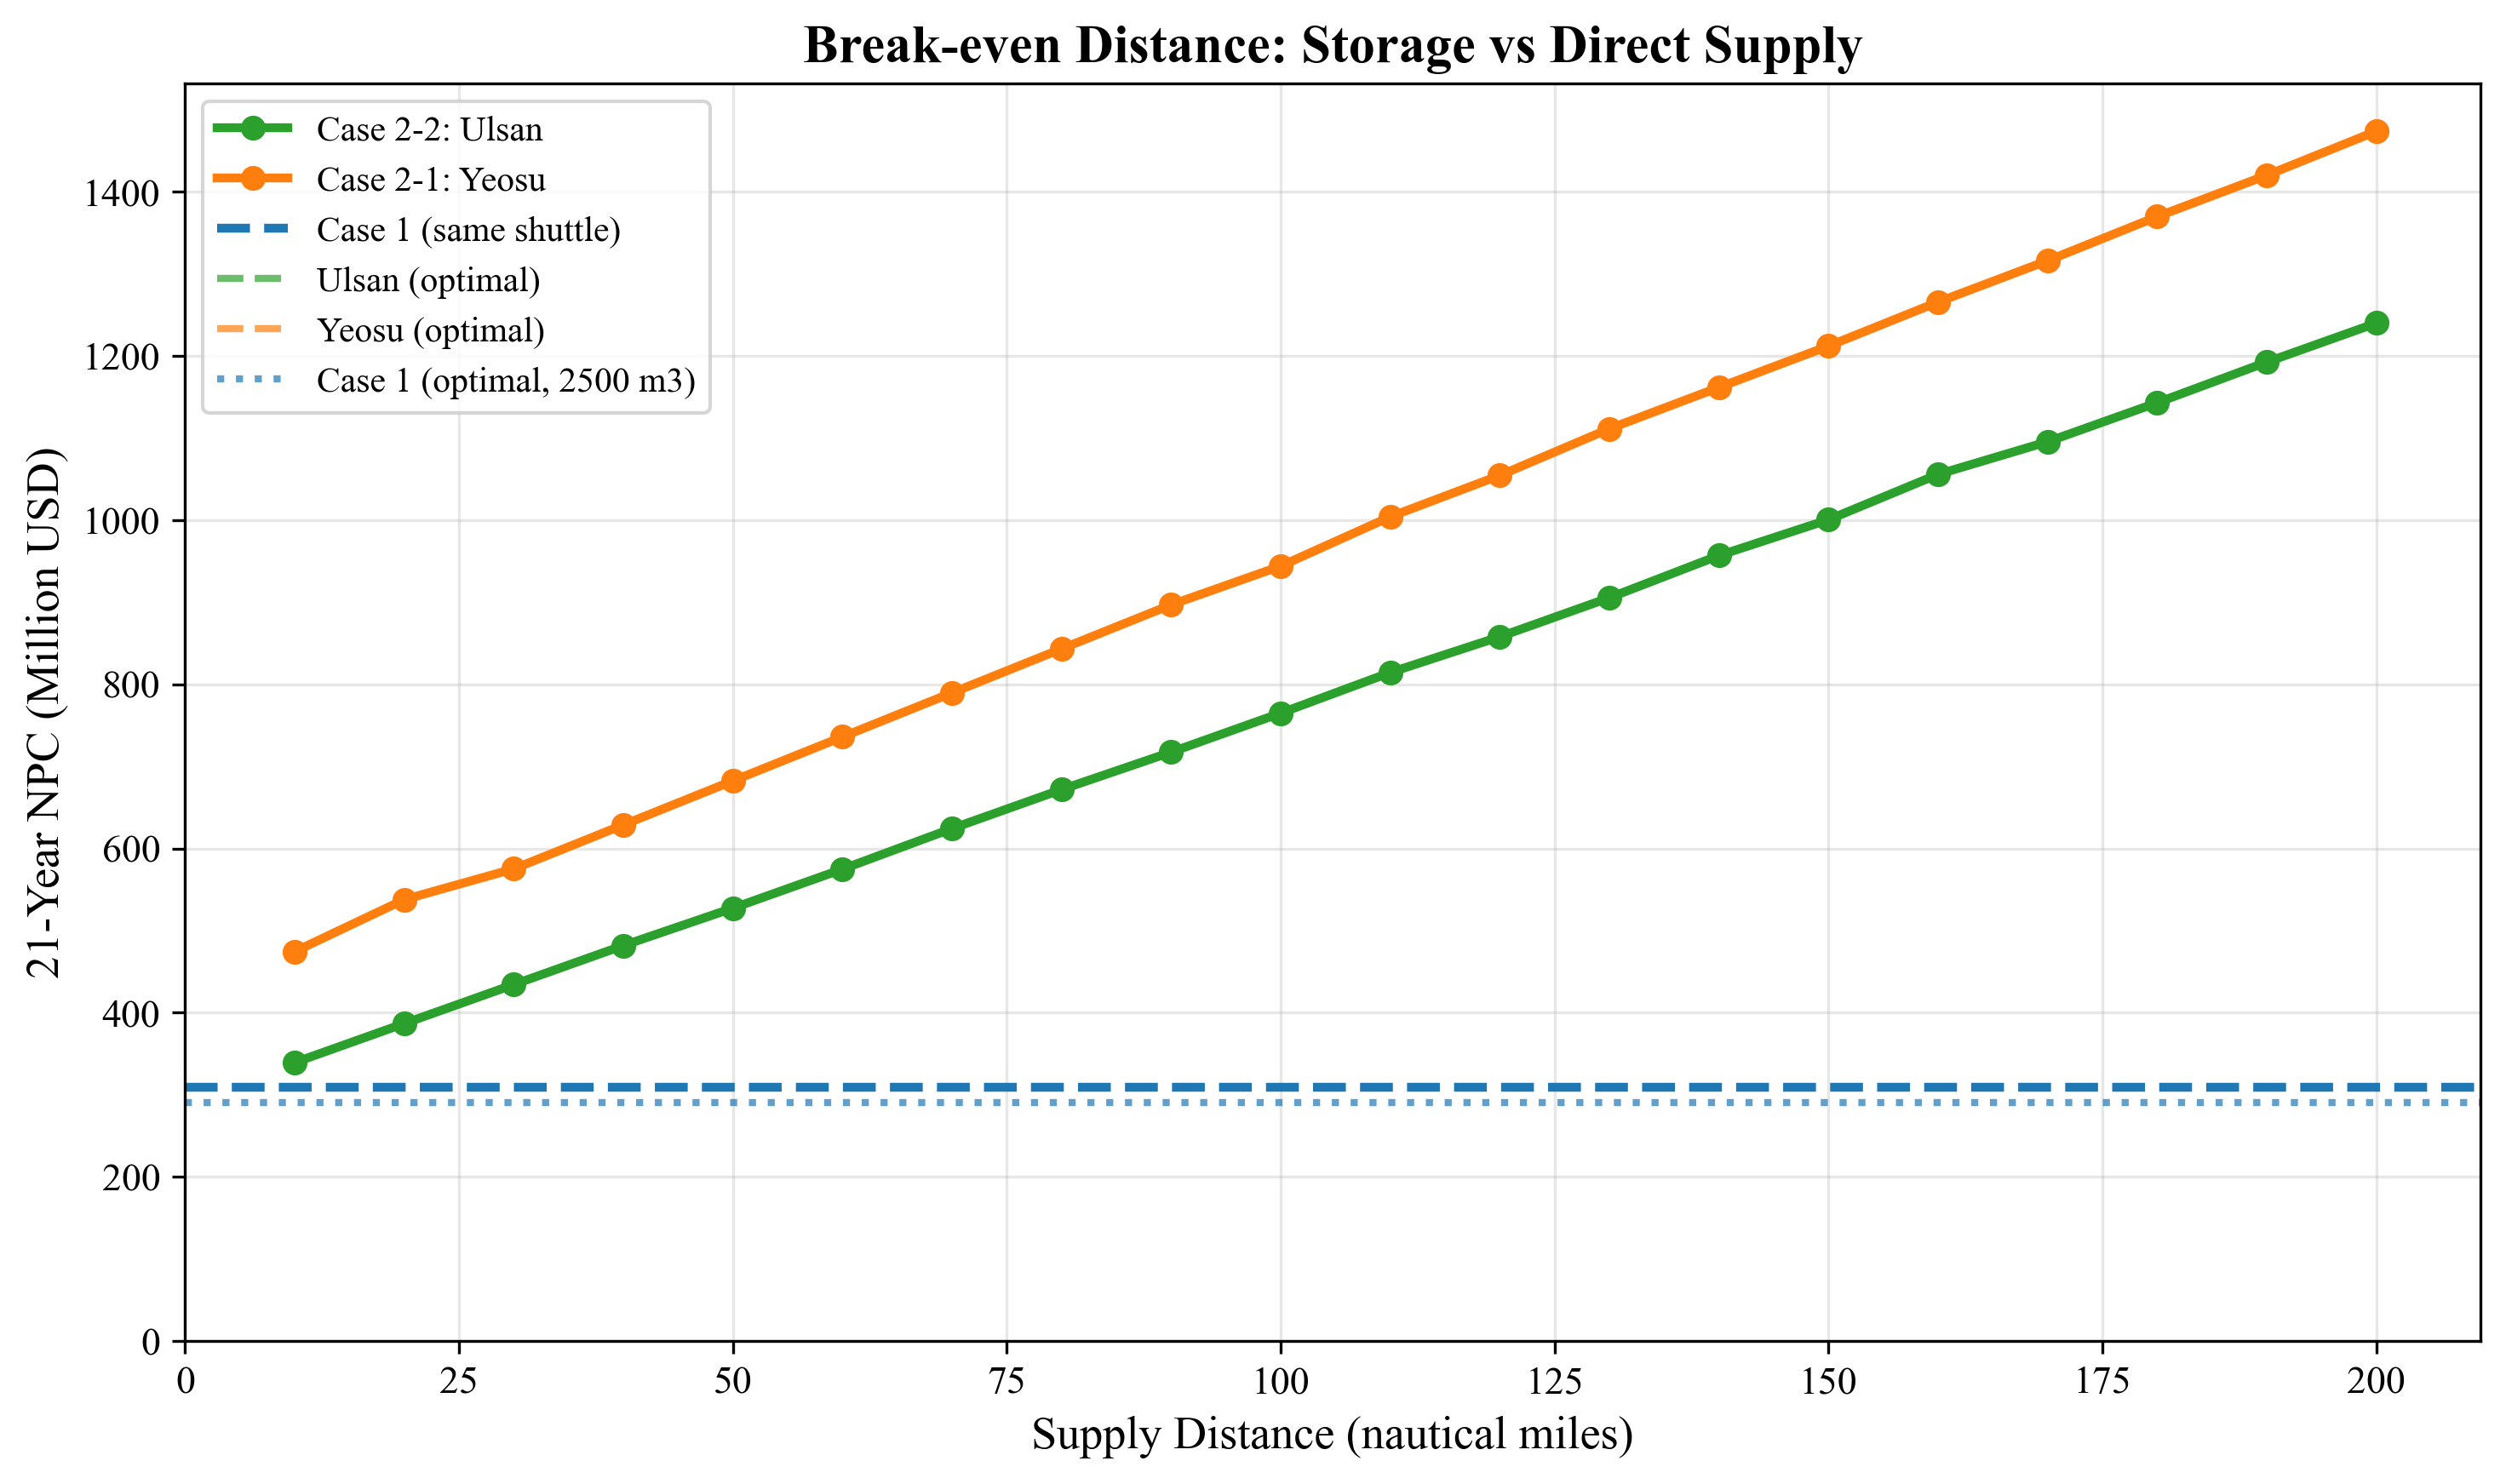 Break-even Distance: Storage vs Direct Supply
Case 2-2: Ulsan
Case 2-1: Yeosu
Case 1 (same shuttle)
Ulsan (optimal)
Yeosu (optimal)
Case 1 (optimal, 2500 m3)
21-Year NPC (Million USD)
1400
1200
1000
800
600
400
200
0
0 25 50 75 100 125 150 175 200
Supply Distance (nautical miles)